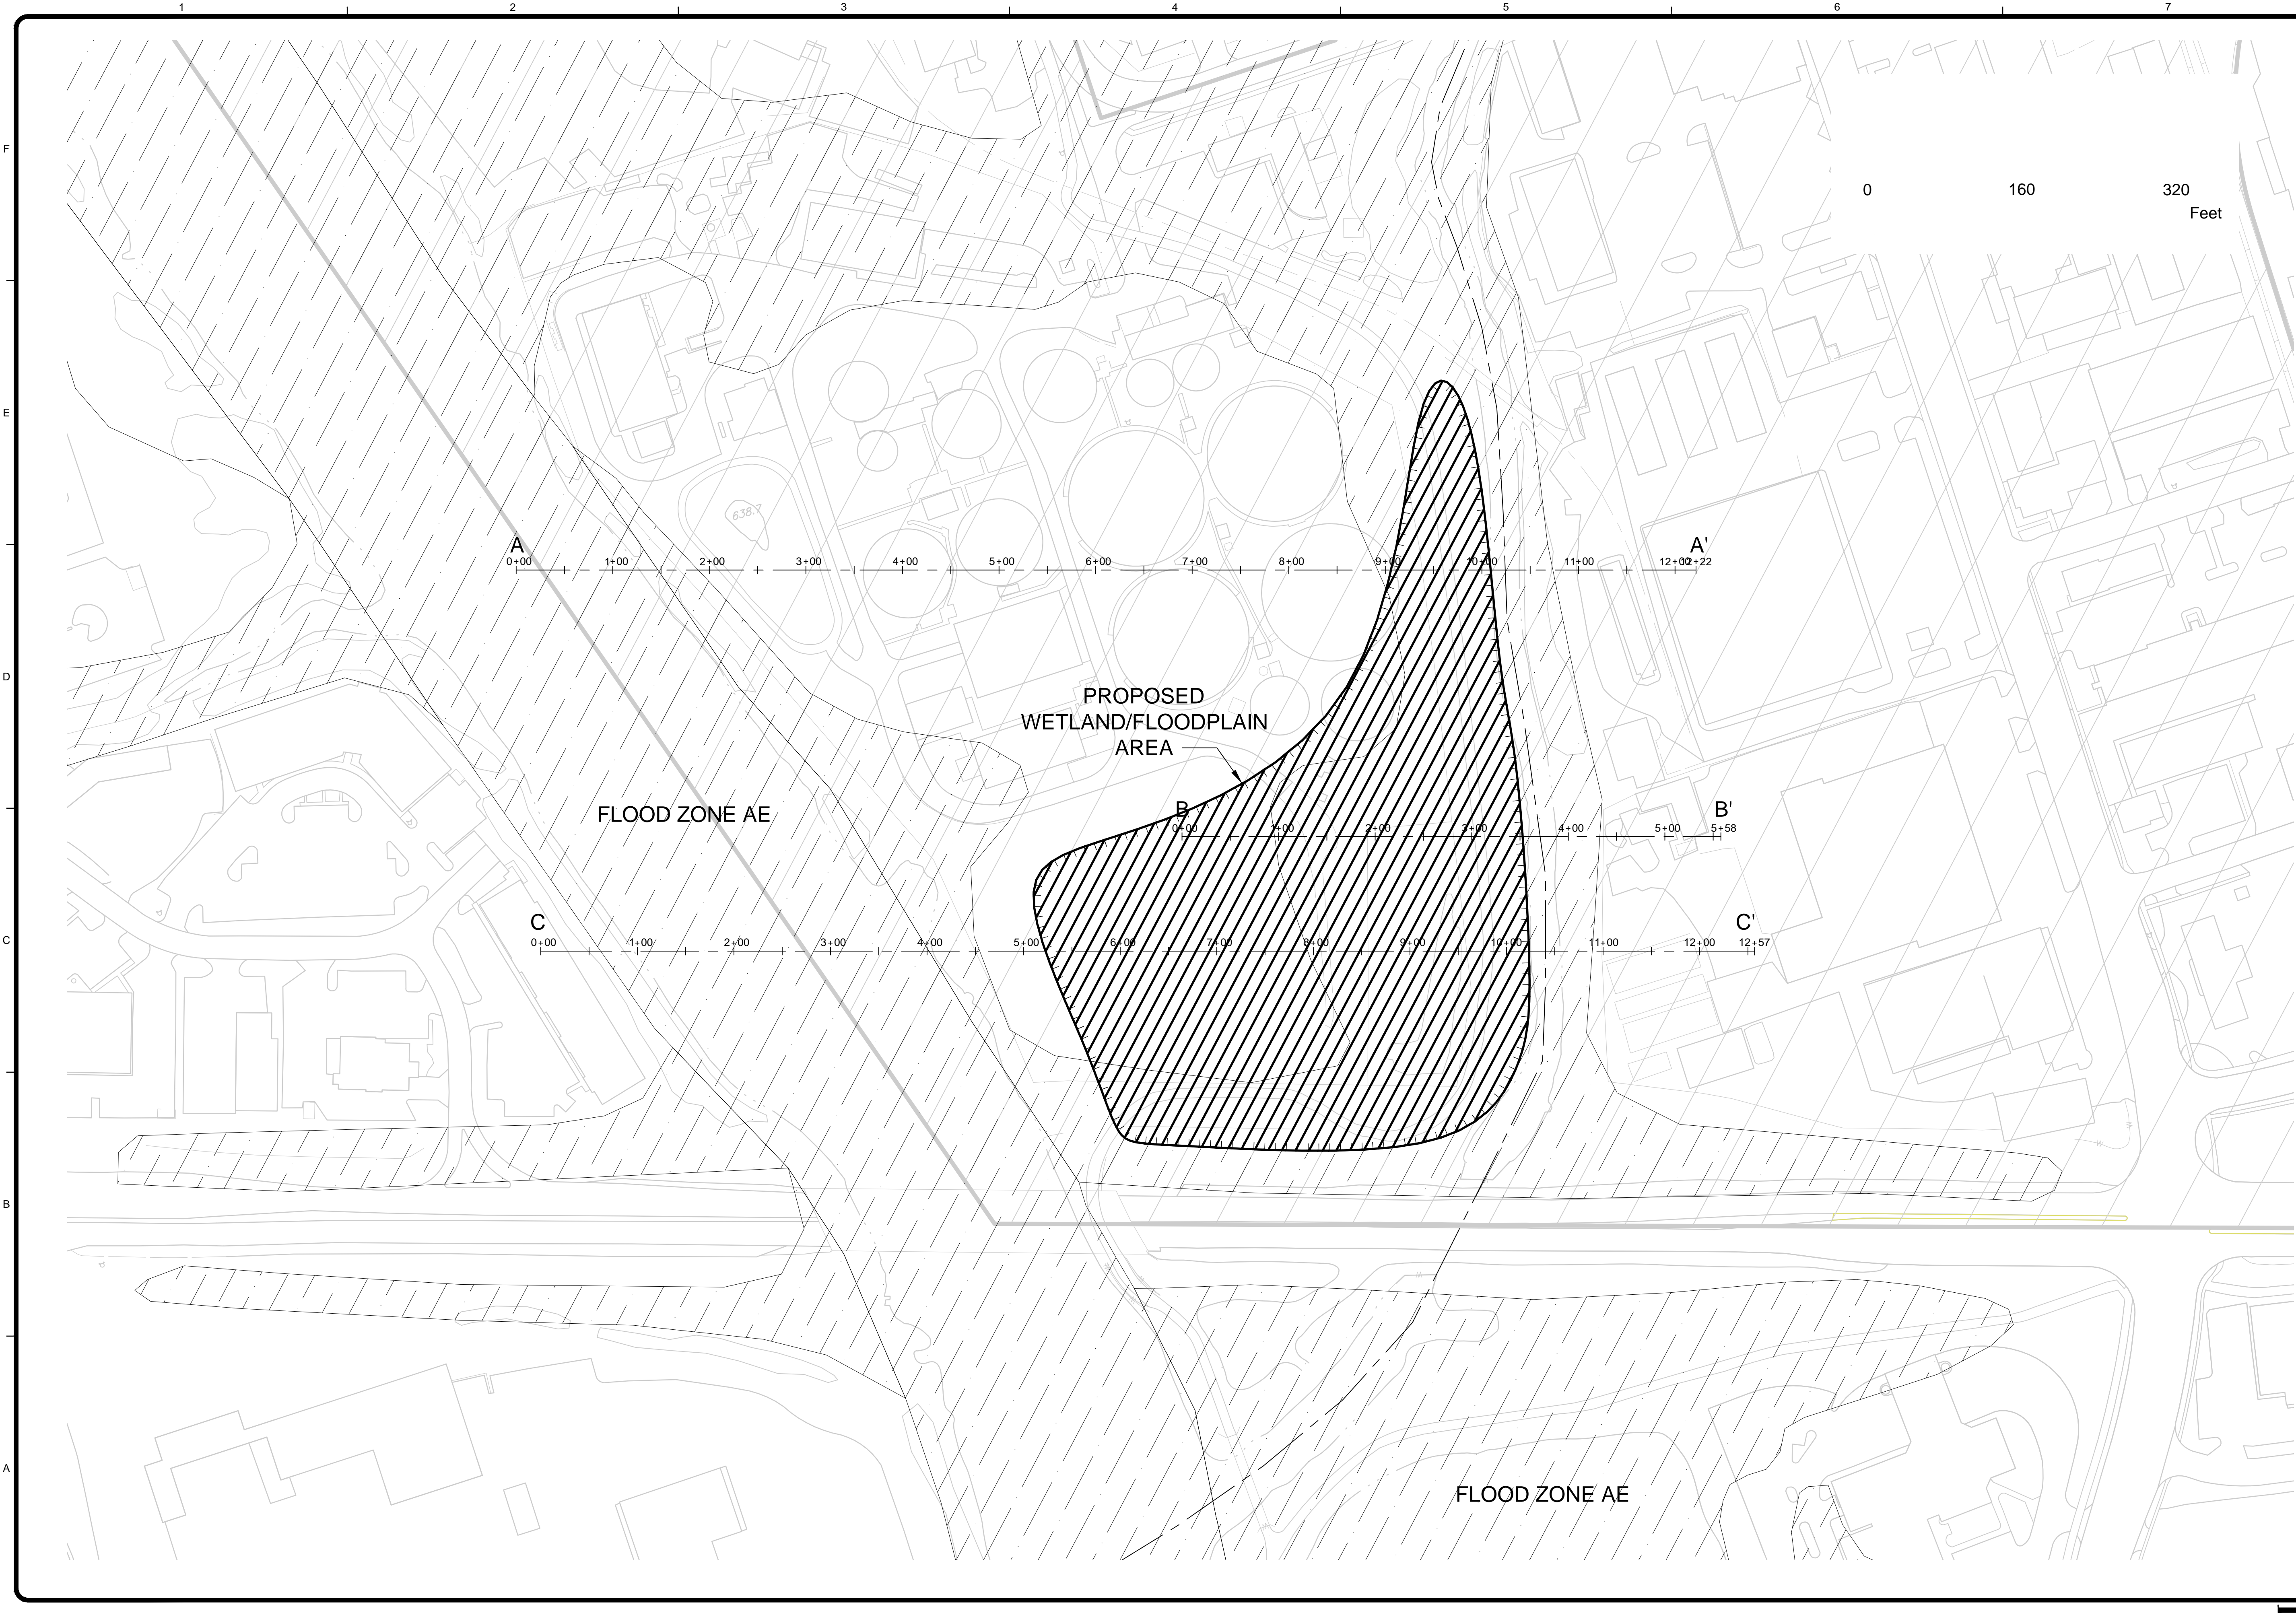 1 2 3 4 5 6 7
F
0 160 320
Feet
E
638.7
A A'
0+00 1+00 2+00 3+00 4+00 5+00 6+00 7+00 8+00 9+00 10+00 11+00 12+00 12+22
D
PROPOSED
WETLAND/FLOODPLAIN
AREA
B B'
FLOOD ZONE AE
0+00 1+00 2+00 3+00 4+00 5+00 5+58
C C'
C
0+00 1+00 2+00 3+00 4+00 5+00 6+00 7+00 8+00 9+00 10+00 11+00 12+00 12+57
B
A
FLOOD ZONE AE